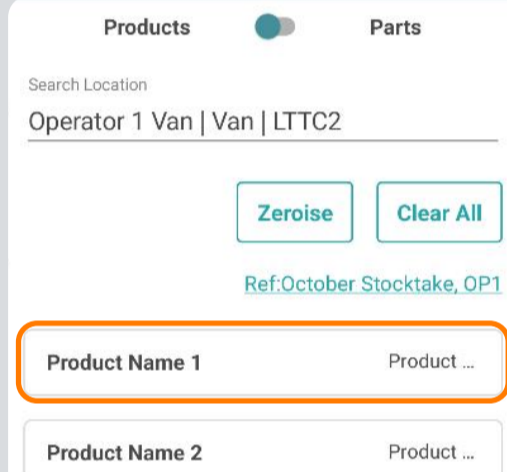 Products Parts
Search Location
Operator 1 Van | Van | LTTC2
Zeroise Clear All
Ref:October Stocktake, OP1
Product Name 1 Product ...
Product Name 2 Product ...